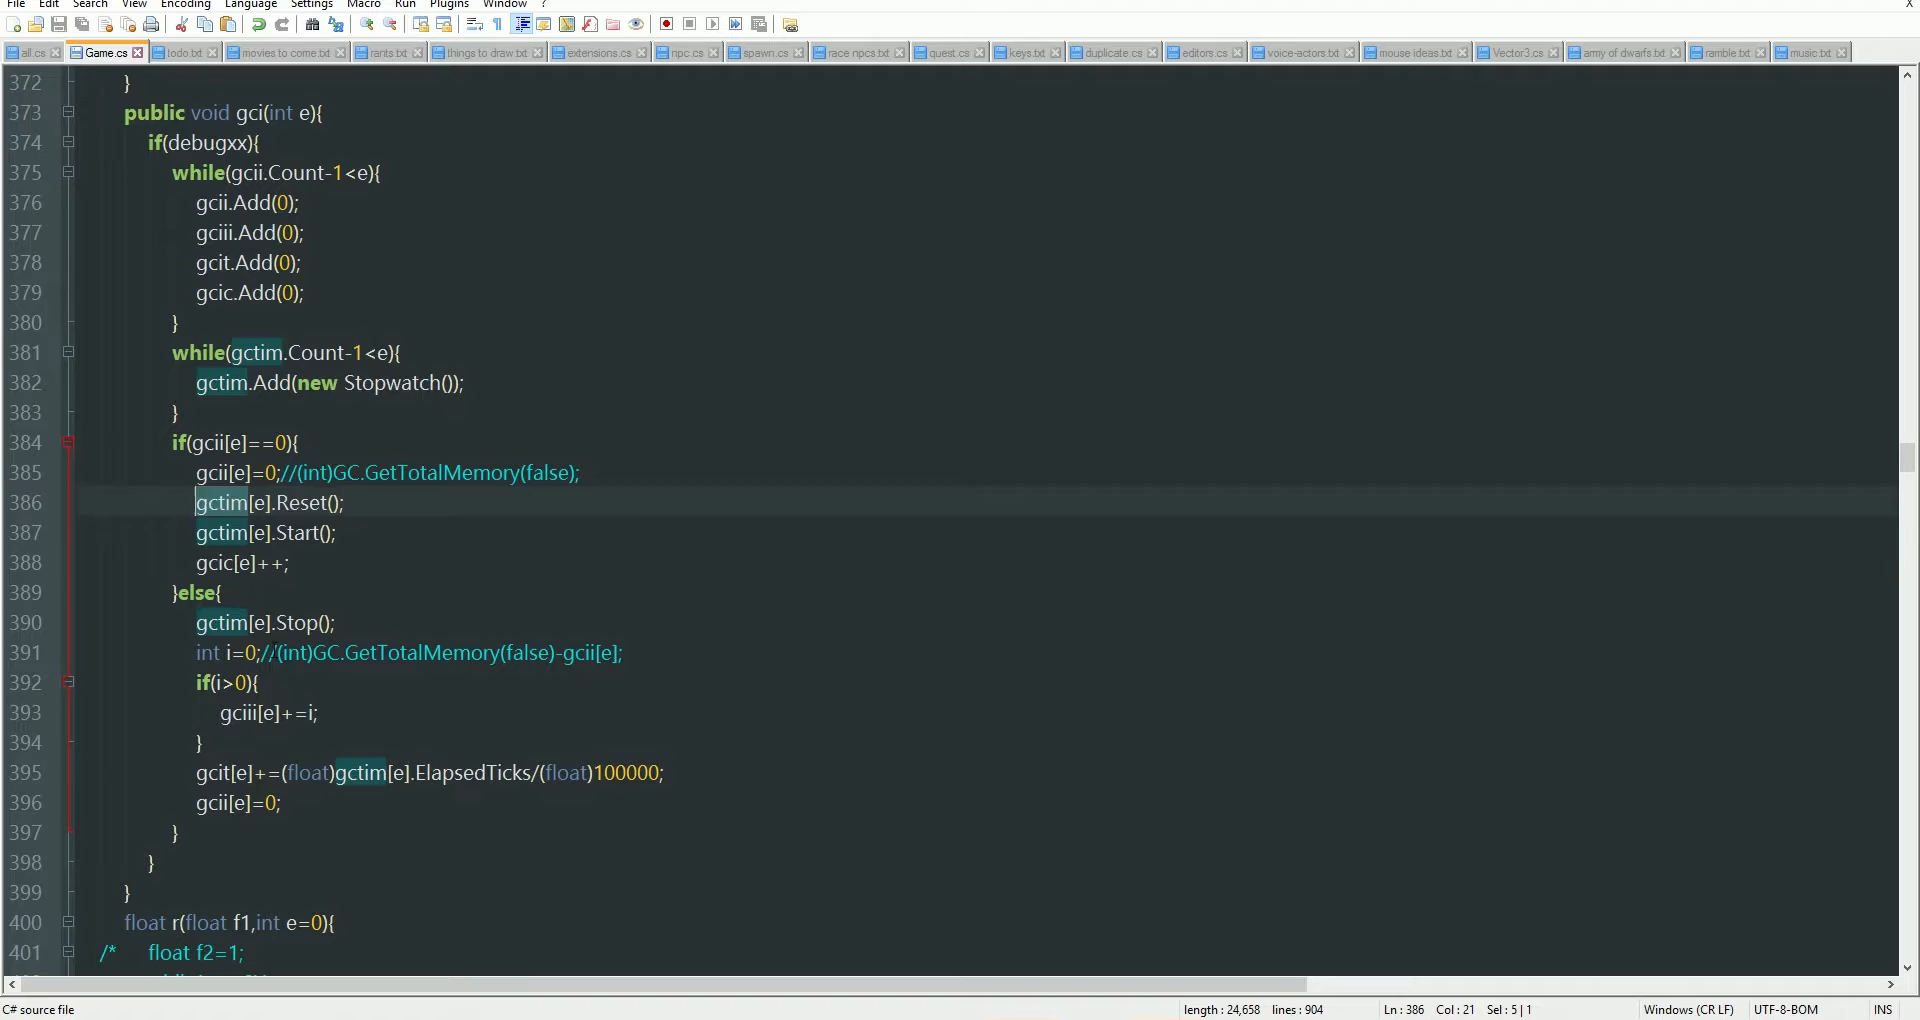 File Edit Search View Encoding Language Settings Macro Run Plugins Window ? X
all.cs Game.cs todo.txt movies to come.txt rants.txt things to draw.txt extensions.cs npc.cs spawn.cs race npcs.txt quest.cs keys.txt duplicate.cs editors.cs voice-actors.txt mouse ideas.txt Vector3.cs army of dwarfs.txt ramble.txt music.txt
372 }
373 public void gci(int e){
374 if(debugxx){
375 while(gcii.Count-1<e){
376 gcii.Add(0);
377 gciii.Add(0);
378 gcit.Add(0);
379 gcic.Add(0);
380 }
381 while(gctim.Count-1<e){
382 gctim.Add(new Stopwatch());
383 }
384 if(gcii[e]==0){
385 gcii[e]=0;//(int)GC.GetTotalMemory(false);
386 gctim[e].Reset();
387 gctim[e].Start();
388 gcic[e]++;
389 }else{
390 gctim[e].Stop();
391 int i=0;//(int)GC.GetTotalMemory(false)-gcii[e];
392 if(i>0){
393 gciii[e]+=i;
394 }
395 gcit[e]+=(float)gctim[e].ElapsedTicks/(float)100000;
396 gcii[e]=0;
397 }
398 }
399 }
400 float r(float f1,int e=0){
401 /* float f2=1;
C# source file length : 24,658 lines : 904 Ln : 386 Col : 21 Sel : 5 | 1 Windows (CR LF) UTF-8-BOM INS